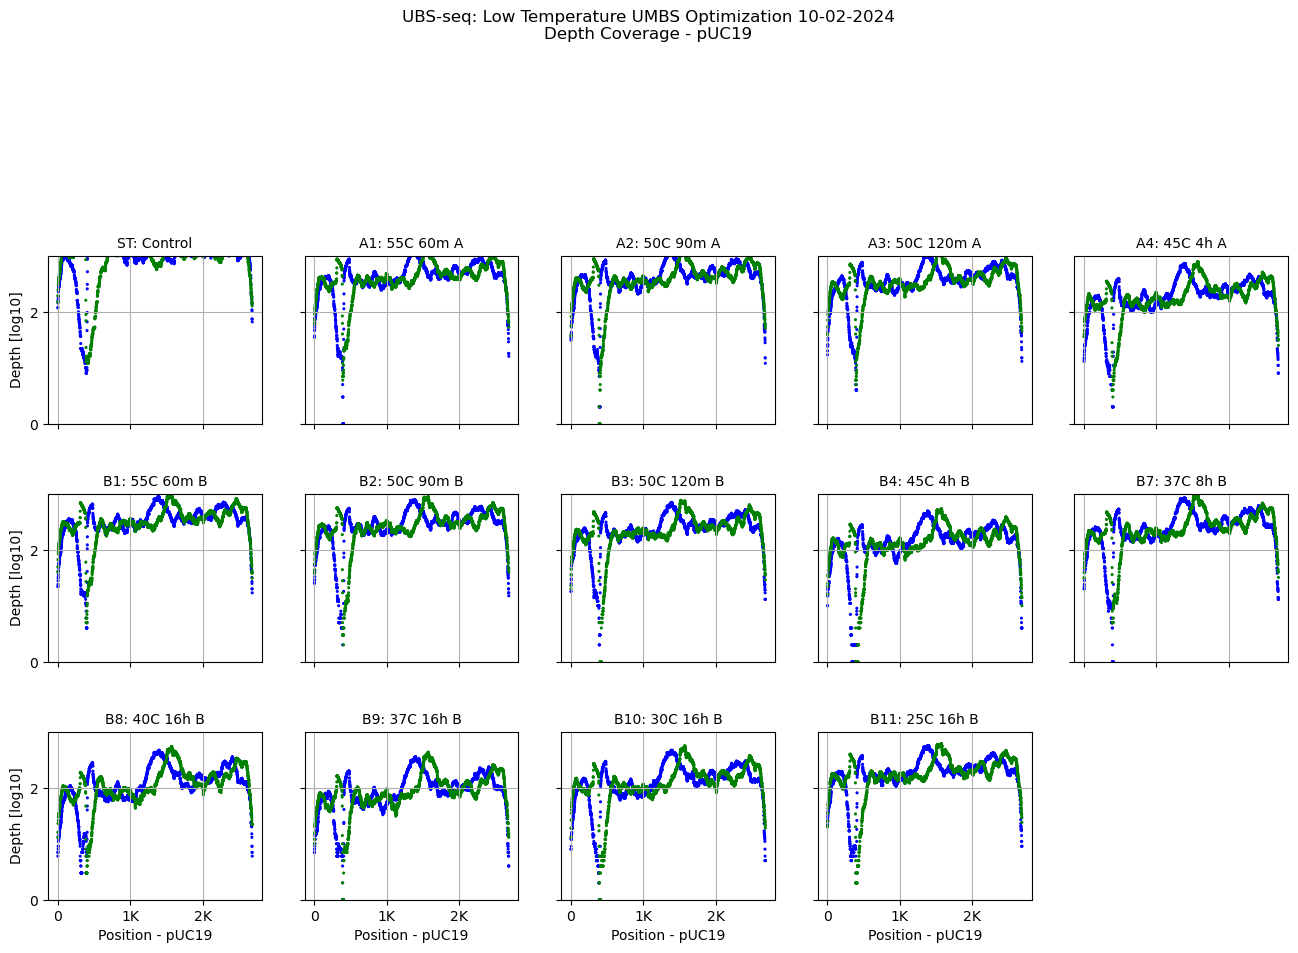 UBS-seq: Low Temperature UMBS Optimization 10-02-2024
Depth Coverage - pUC19
ST: Control
A1: 55C 60m A
A2: 50C 90m A
A3: 50C 120m A
A4: 45C 4h A
Depth [log10]
2
0
B1: 55C 60m B
B2: 50C 90m B
B3: 50C 120m B
B4: 45C 4h B
B7: 37C 8h B
Depth [log10]
2
0
B8: 40C 16h B
B9: 37C 16h B
B10: 30C 16h B
B11: 25C 16h B
Depth [log10]
2
0
0 1K 2K
0 1K 2K
0 1K 2K
0 1K 2K
Position - pUC19
Position - pUC19
Position - pUC19
Position - pUC19